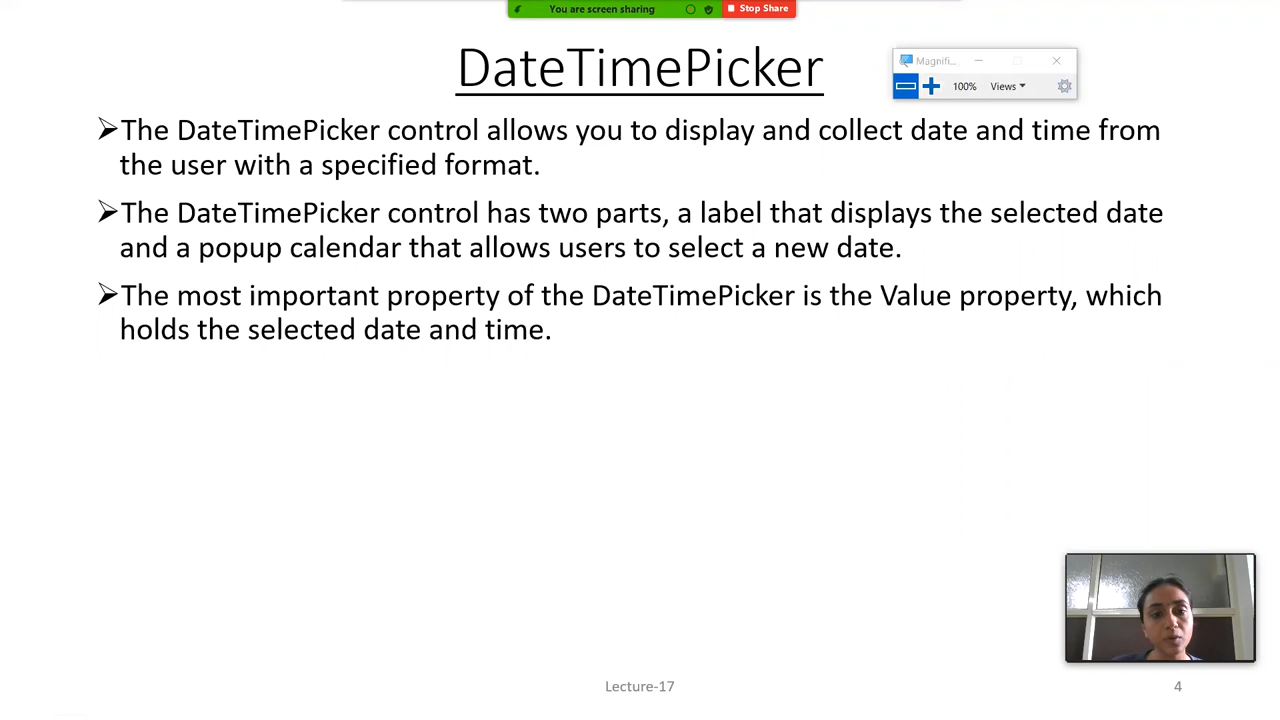 You are screen sharing Stop Share
DateTimePicker
Magnifi...
100% Views
➢The DateTimePicker control allows you to display and collect date and time from
the user with a specified format.
➢The DateTimePicker control has two parts, a label that displays the selected date
and a popup calendar that allows users to select a new date.
➢The most important property of the DateTimePicker is the Value property, which
holds the selected date and time.
Lecture-17
4